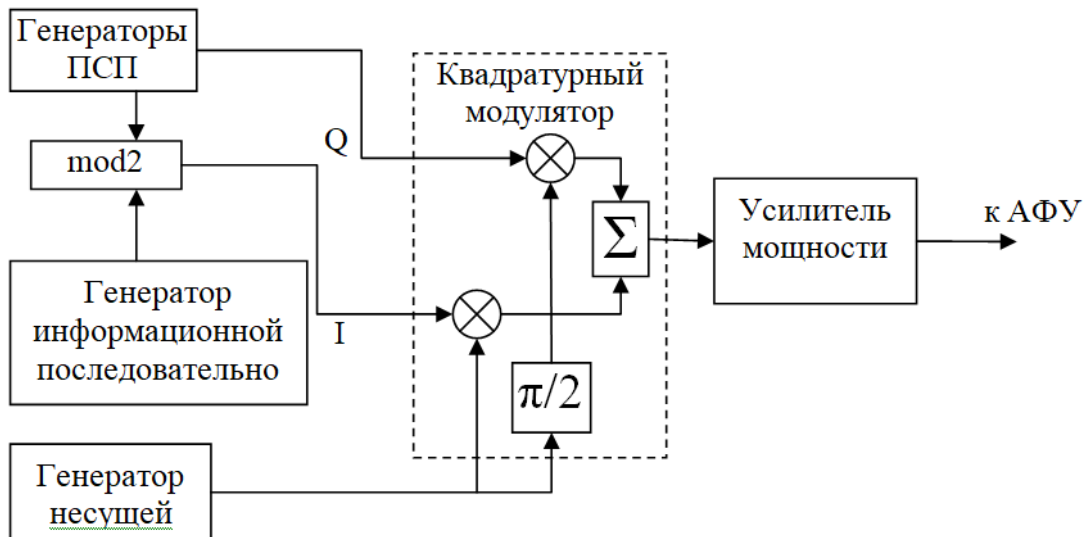 Генераторы
ПСП
mod2
Генератор
информационной
последовательно
Генератор
несущей
Q
I
Квадратурный
модулятор
Σ
π/2
Усилитель
мощности
к АФУ